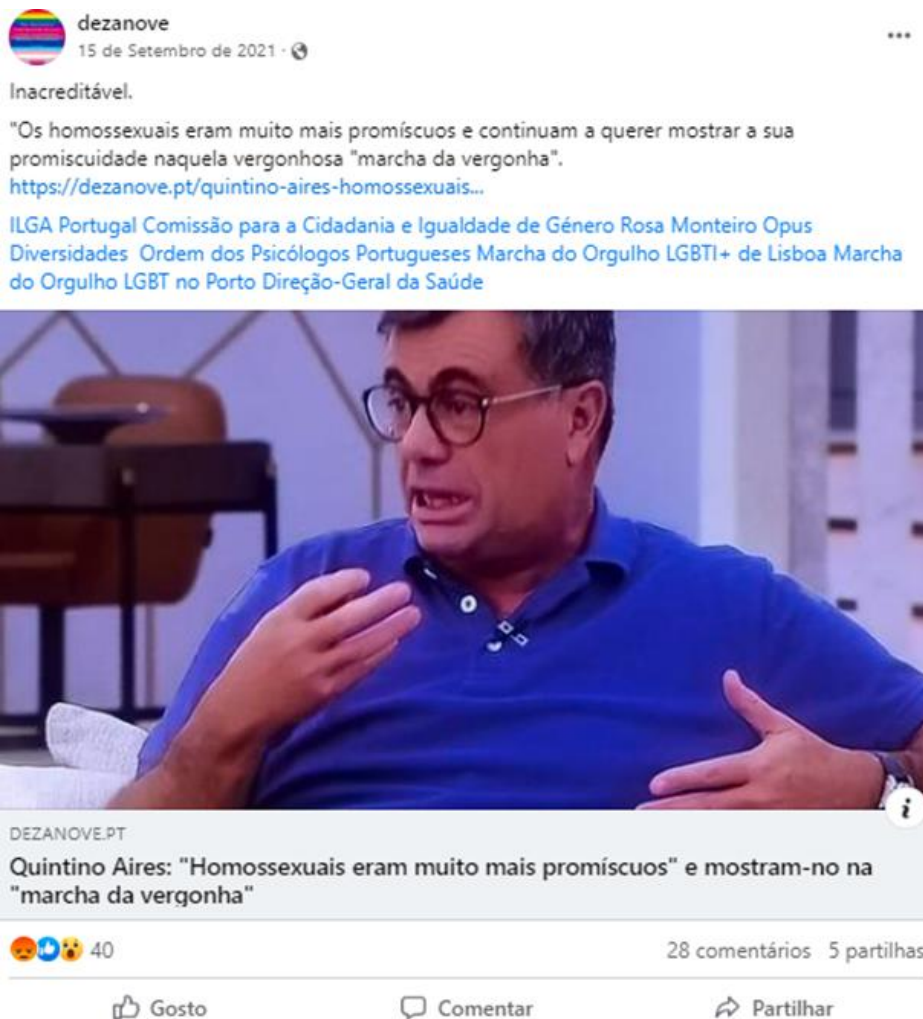 dezanove
15 de Setembro de 2021 ·
Inacreditável.
"Os homossexuais eram muito mais promíscuos e continuam a querer mostrar a sua
promiscuidade naquela vergonhosa "marcha da vergonha".
https://dezanove.pt/quintino-aires-homossexuais...
ILGA Portugal Comissão para a Cidadania e Igualdade de Género Rosa Monteiro Opus
Diversidades Ordem dos Psicólogos Portugueses Marcha do Orgulho LGBTI+ de Lisboa Marcha
do Orgulho LGBT no Porto Direção-Geral da Saúde
i
DEZANOVE.PT
Quintino Aires: "Homossexuais eram muito mais promíscuos" e mostram-no na
"marcha da vergonha"
40 28 comentários 5 partilhas
Gosto Comentar Partilhar